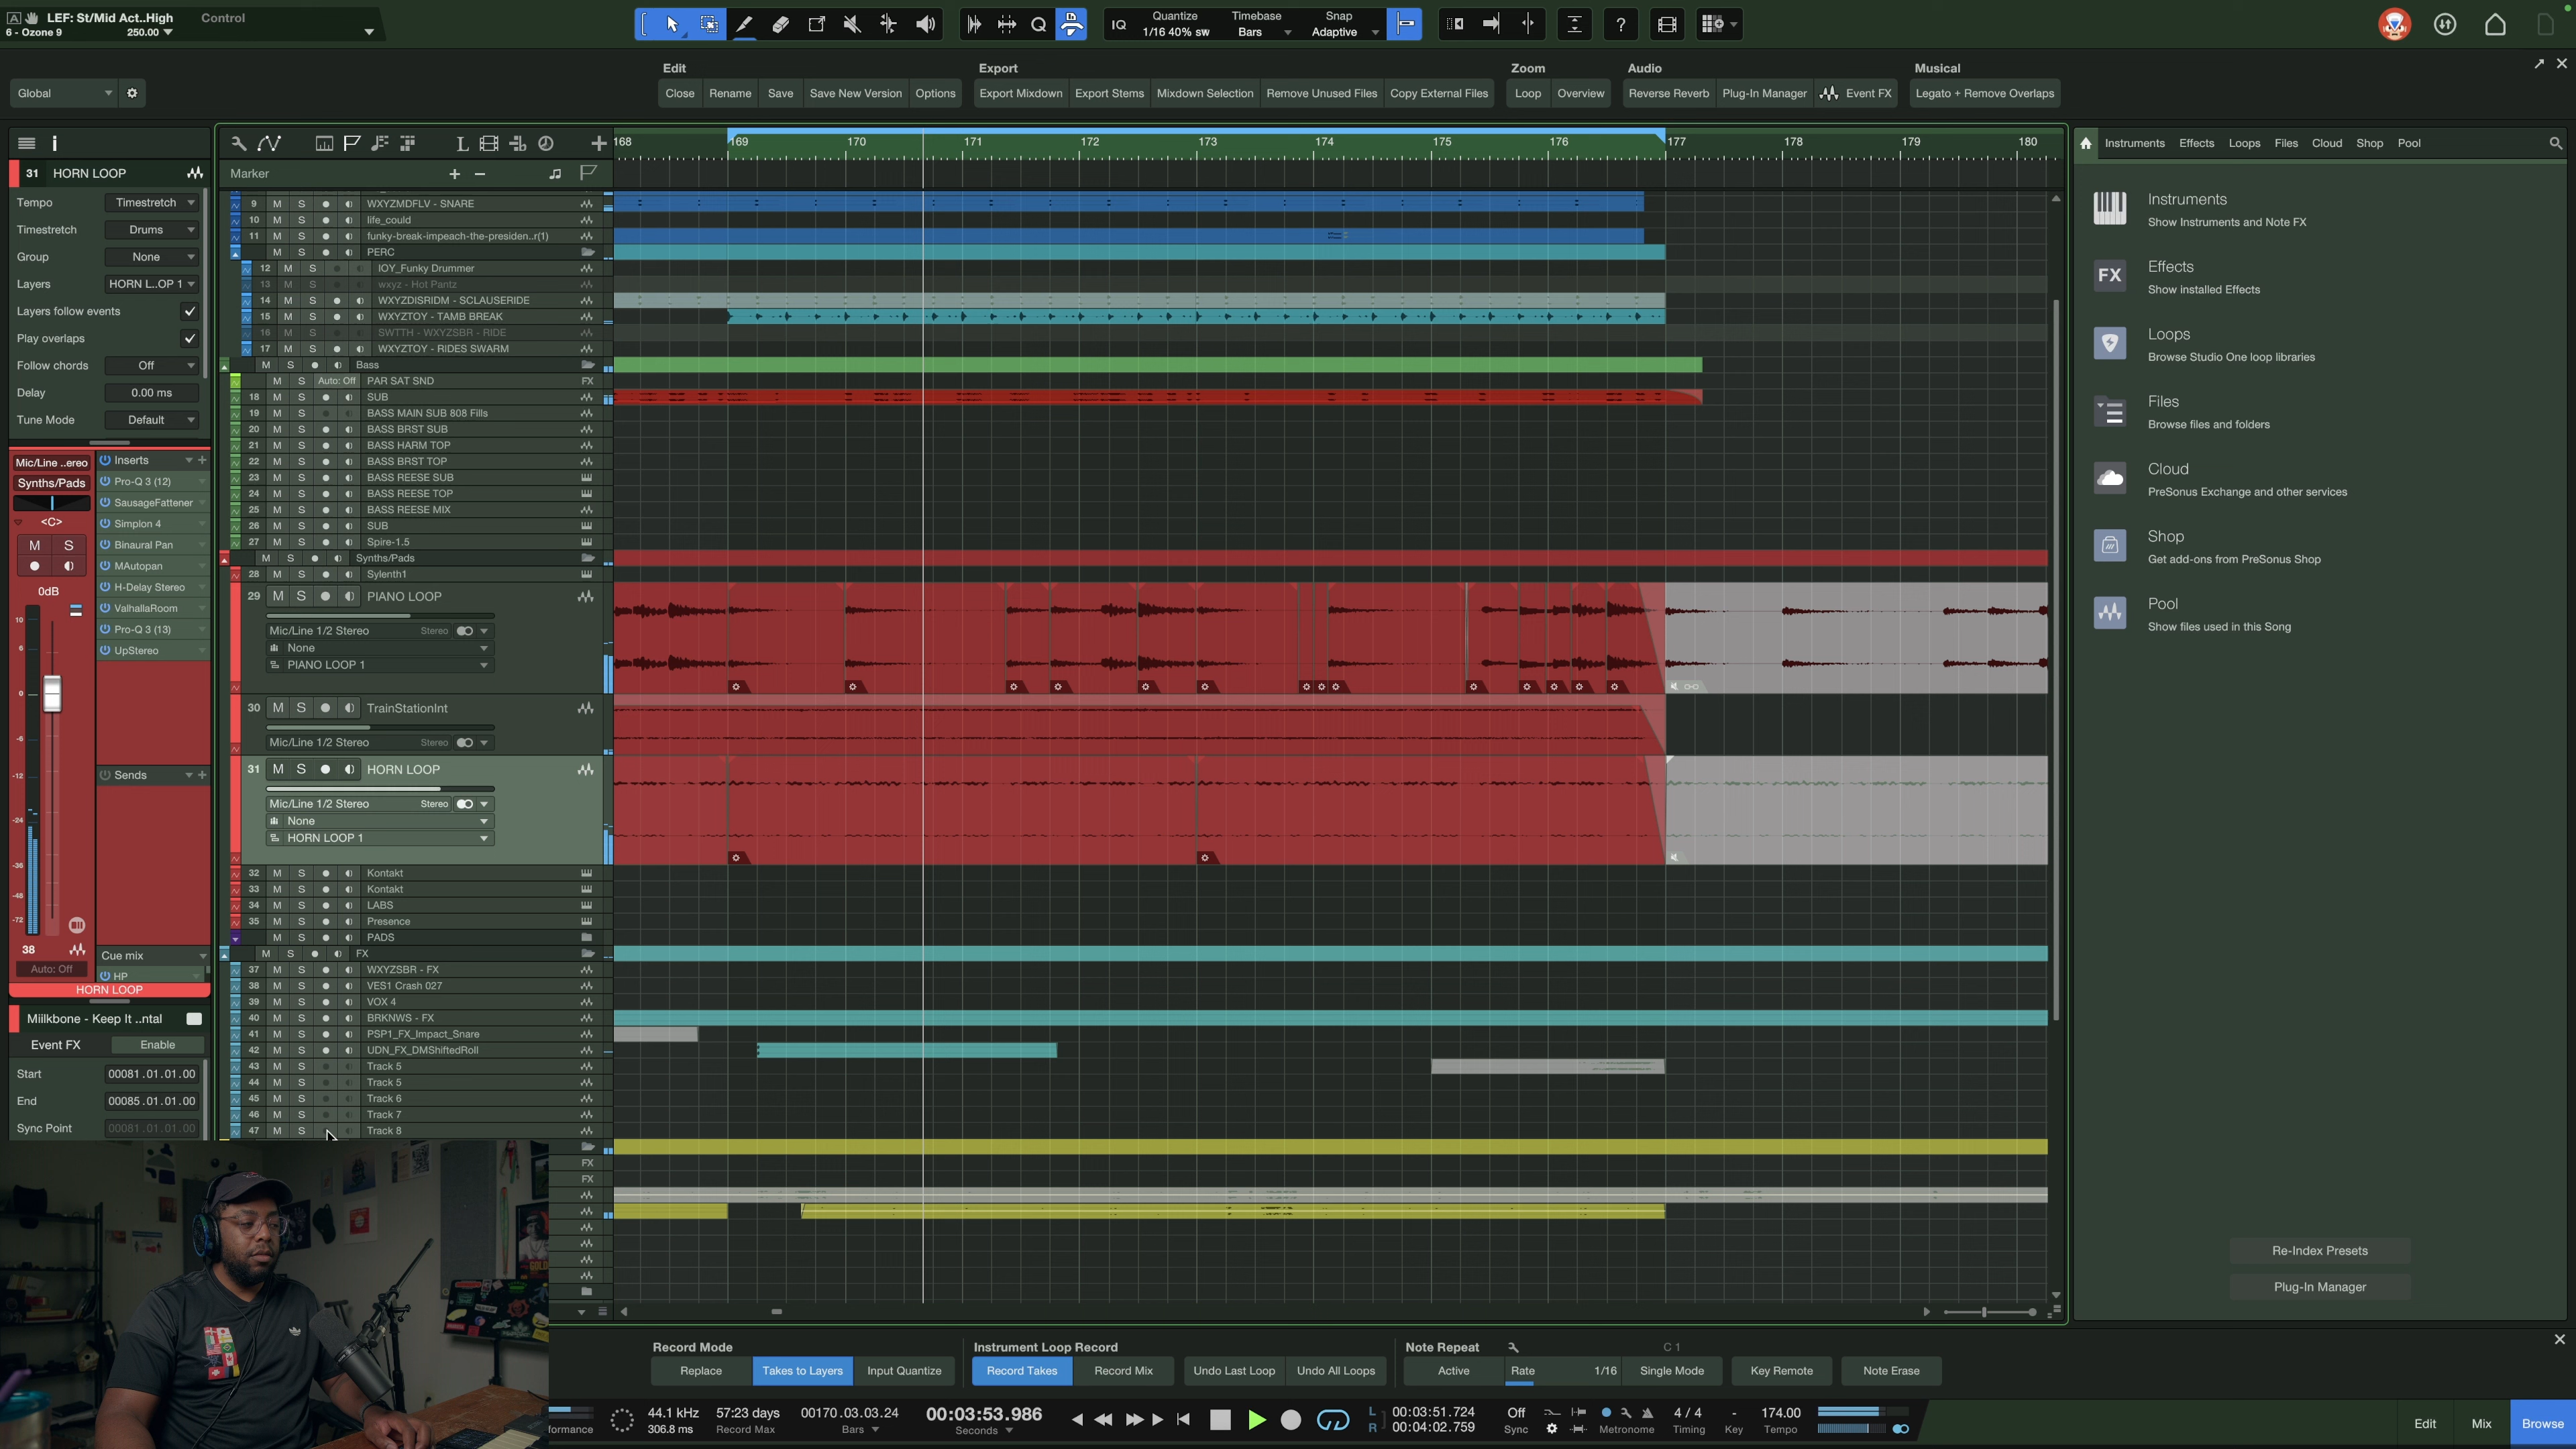 LEF: St/Mid Act..High Control
6 - Ozone 9 250.00
IQ Quantize Timebase Snap
1/16 40% sw Bars Adaptive
Edit Export Zoom Audio Musical
Global
Close Rename Save Save New Version Options Export Mixdown Export Stems Mixdown Selection Remove Unused Files Copy External Files Loop Overview Reverse Reverb Plug-In Manager Event FX Legato + Remove Overlaps
168 169 170 171 172 173 174 175 176 177 178 179 180
Instruments Effects Loops Files Cloud Shop Pool
31 HORN LOOP
Marker
Tempo Timestretch
Timestretch Drums
Group None
Layers HORN L..OP 1
Layers follow events
Play overlaps
Follow chords Off
Delay 0.00 ms
Tune Mode Default
Mic/Line ..ereo
Synths/Pads
<C>
M S
0dB
10
6
0
-6
-12
-24
-36
-48
-72
38
Auto: Off
HORN LOOP
Inserts
Pro-Q 3 (12)
SausageFattener
Simplon 4
Binaural Pan
MAutopan
H-Delay Stereo
ValhallaRoom
Pro-Q 3 (13)
UpStereo
Sends
Cue mix
HP
Miilkbone - Keep It ..ntal
Event FX Enable
Start 00081.01.01.00
End 00085.01.01.00
Sync Point 00081.01.01.00
9 M S WXYZMDFLV - SNARE
10 M S life_could
11 M S funky-break-impeach-the-presiden..r(1)
M S PERC
12 M S IOY_Funky Drummer
13 M S wxyz - Hot Pantz
14 M S WXYZDISRIDM - SCLAUSERIDE
15 M S WXYZTOY - TAMB BREAK
16 M S SWTTH - WXYZSBR - RIDE
17 M S WXYZTOY - RIDES SWARM
M S Bass
M S Auto: Off PAR SAT SND FX
18 M S SUB
19 M S BASS MAIN SUB 808 Fills
20 M S BASS BRST SUB
21 M S BASS HARM TOP
22 M S BASS BRST TOP
23 M S BASS REESE SUB
24 M S BASS REESE TOP
25 M S BASS REESE MIX
26 M S SUB
27 M S Spire-1.5
M S Synths/Pads
28 M S Sylenth1
29 M S PIANO LOOP
Mic/Line 1/2 Stereo Stereo
None
PIANO LOOP 1
30 M S TrainStationInt
Mic/Line 1/2 Stereo Stereo
31 M S HORN LOOP
Mic/Line 1/2 Stereo Stereo
None
HORN LOOP 1
32 M S Kontakt
33 M S Kontakt
34 M S LABS
35 M S Presence
M S PADS
M S FX
37 M S WXYZSBR - FX
38 M S VES1 Crash 027
39 M S VOX 4
40 M S BRKNWS - FX
41 M S PSP1_FX_Impact_Snare
42 M S UDN_FX_DMShiftedRoll
43 M S Track 5
44 M S Track 5
45 M S Track 6
46 M S Track 7
47 M S Track 8
FX
FX
Instruments
Show Instruments and Note FX
FX Effects
Show installed Effects
Loops
Browse Studio One loop libraries
Files
Browse files and folders
Cloud
PreSonus Exchange and other services
Shop
Get add-ons from PreSonus Shop
Pool
Show files used in this Song
Re-Index Presets
Plug-In Manager
Record Mode Instrument Loop Record Note Repeat C 1
Replace Takes to Layers Input Quantize Record Takes Record Mix Undo Last Loop Undo All Loops Active Rate 1/16 Single Mode Key Remote Note Erase
44.1 kHz 57:23 days 00170.03.03.24 00:03:53.986 L 00:03:51.724 Off 4 / 4 - 174.00
formance 306.8 ms Record Max Bars Seconds R 00:04:02.759 Sync Metronome Timing Key Tempo
Edit Mix Browse